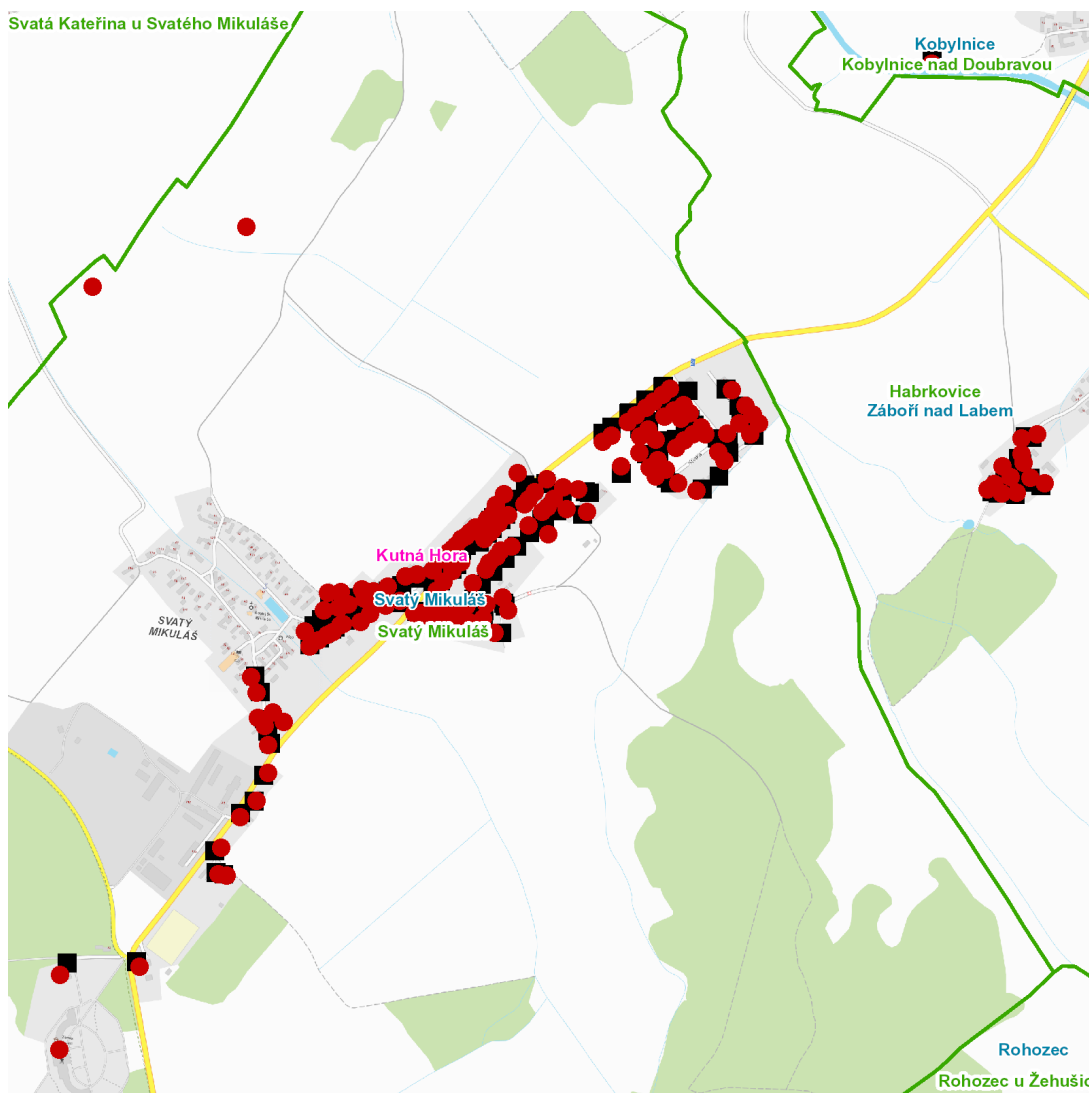 Svatá Kateřina u Svatého Mikuláše
Kobylnice
Kobylnice nad Doubravou
Habrkovice
Záboří nad Labem
Kutná Hora
Svatý Mikuláš
Svatý Mikuláš
SVATÝ
MIKULÁŠ
Rohozec
Rohozec u Žehušic